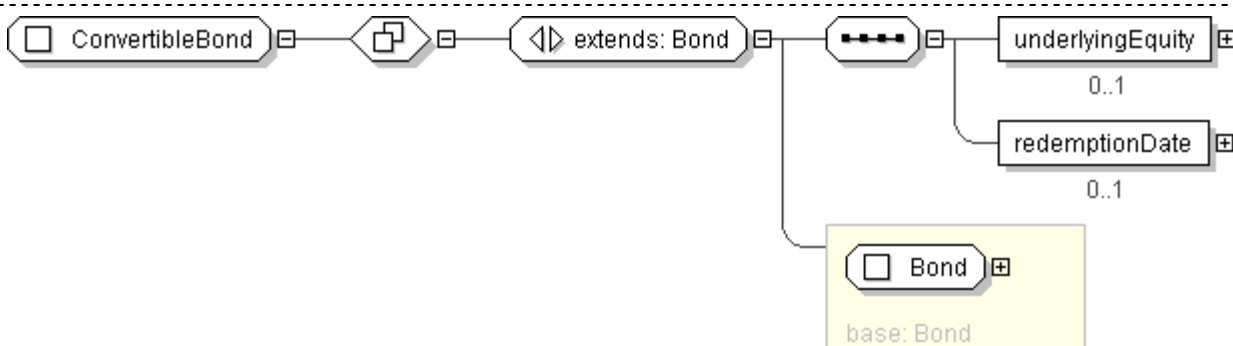 ConvertibleBond
extends: Bond
underlyingEquity
0..1
redemptionDate
0..1
Bond
base: Bond